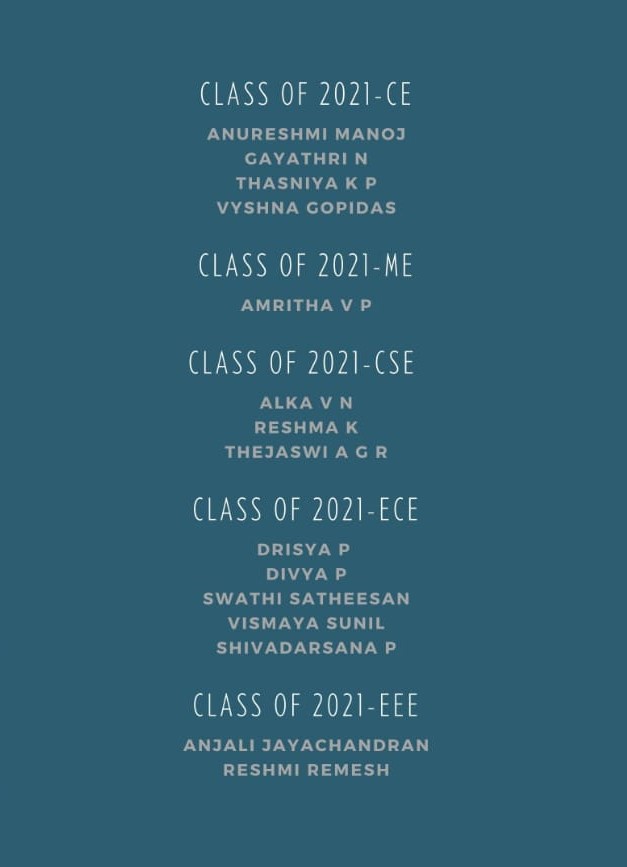 CLASS OF 2021-CE
ANURESHMI MANOJ
GAYATHRI N
THASNIYA K P
VYSHNA GOPIDAS
CLASS OF 2021-ME
AMRITHA V P
CLASS OF 2021-CSE
ALKA V N
RESHMA K
THEJASWI A G R
CLASS OF 2021-ECE
DRISYA P
DIVYA P
SWATHI SATHEESAN
VISMAYA SUNIL
SHIVADARSANA P
CLASS OF 2021-EEE
ANJALI JAYACHANDRAN
RESHMI REMESH